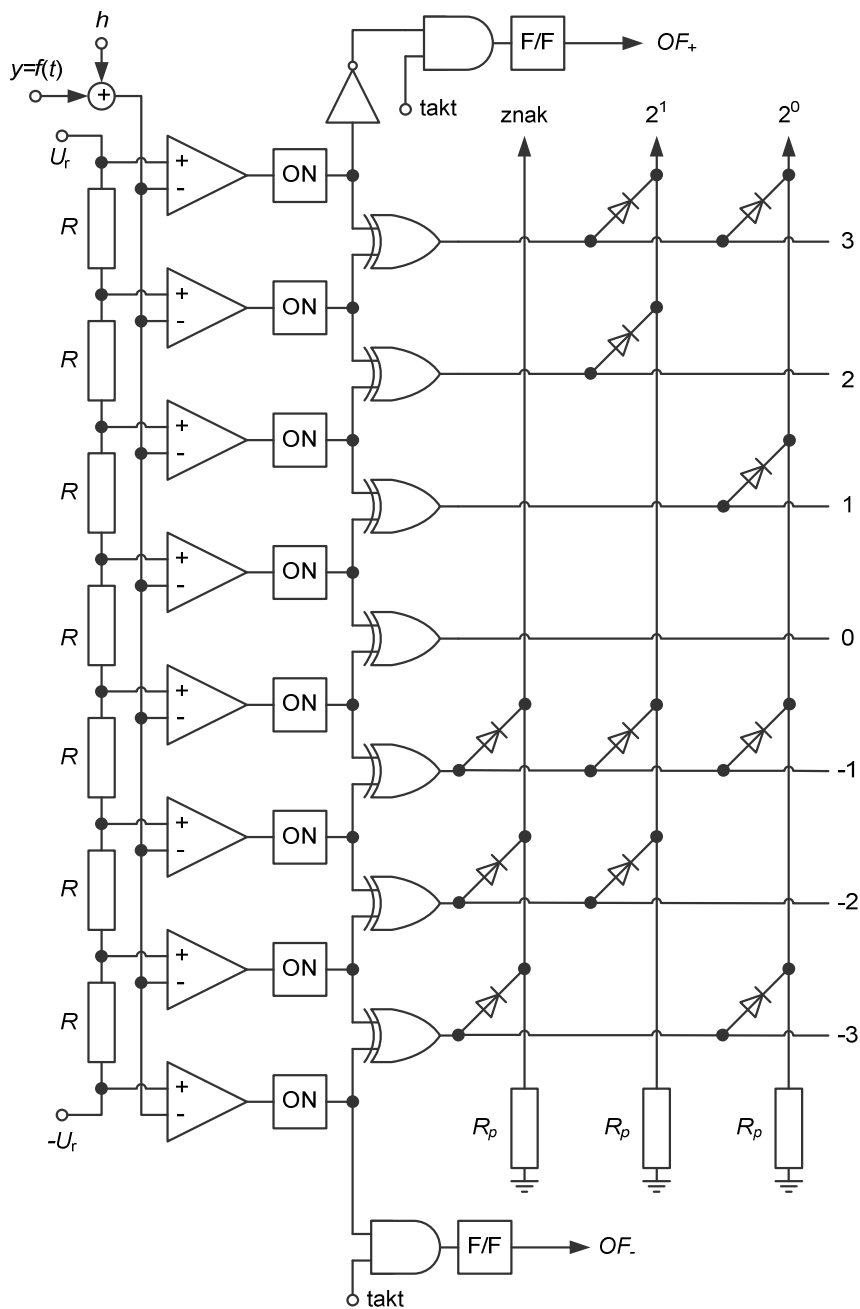 h
y=f(t)
+
F/F
OF₊
takt
znak
2¹
2⁰
Uᵣ
+
-
ON
R
3
+
-
ON
R
2
+
-
ON
R
1
+
-
ON
R
0
+
-
ON
R
-1
+
-
ON
R
-2
+
-
ON
R
-3
+
-
ON
-Uᵣ
Rₚ
Rₚ
Rₚ
F/F
OF₋
takt